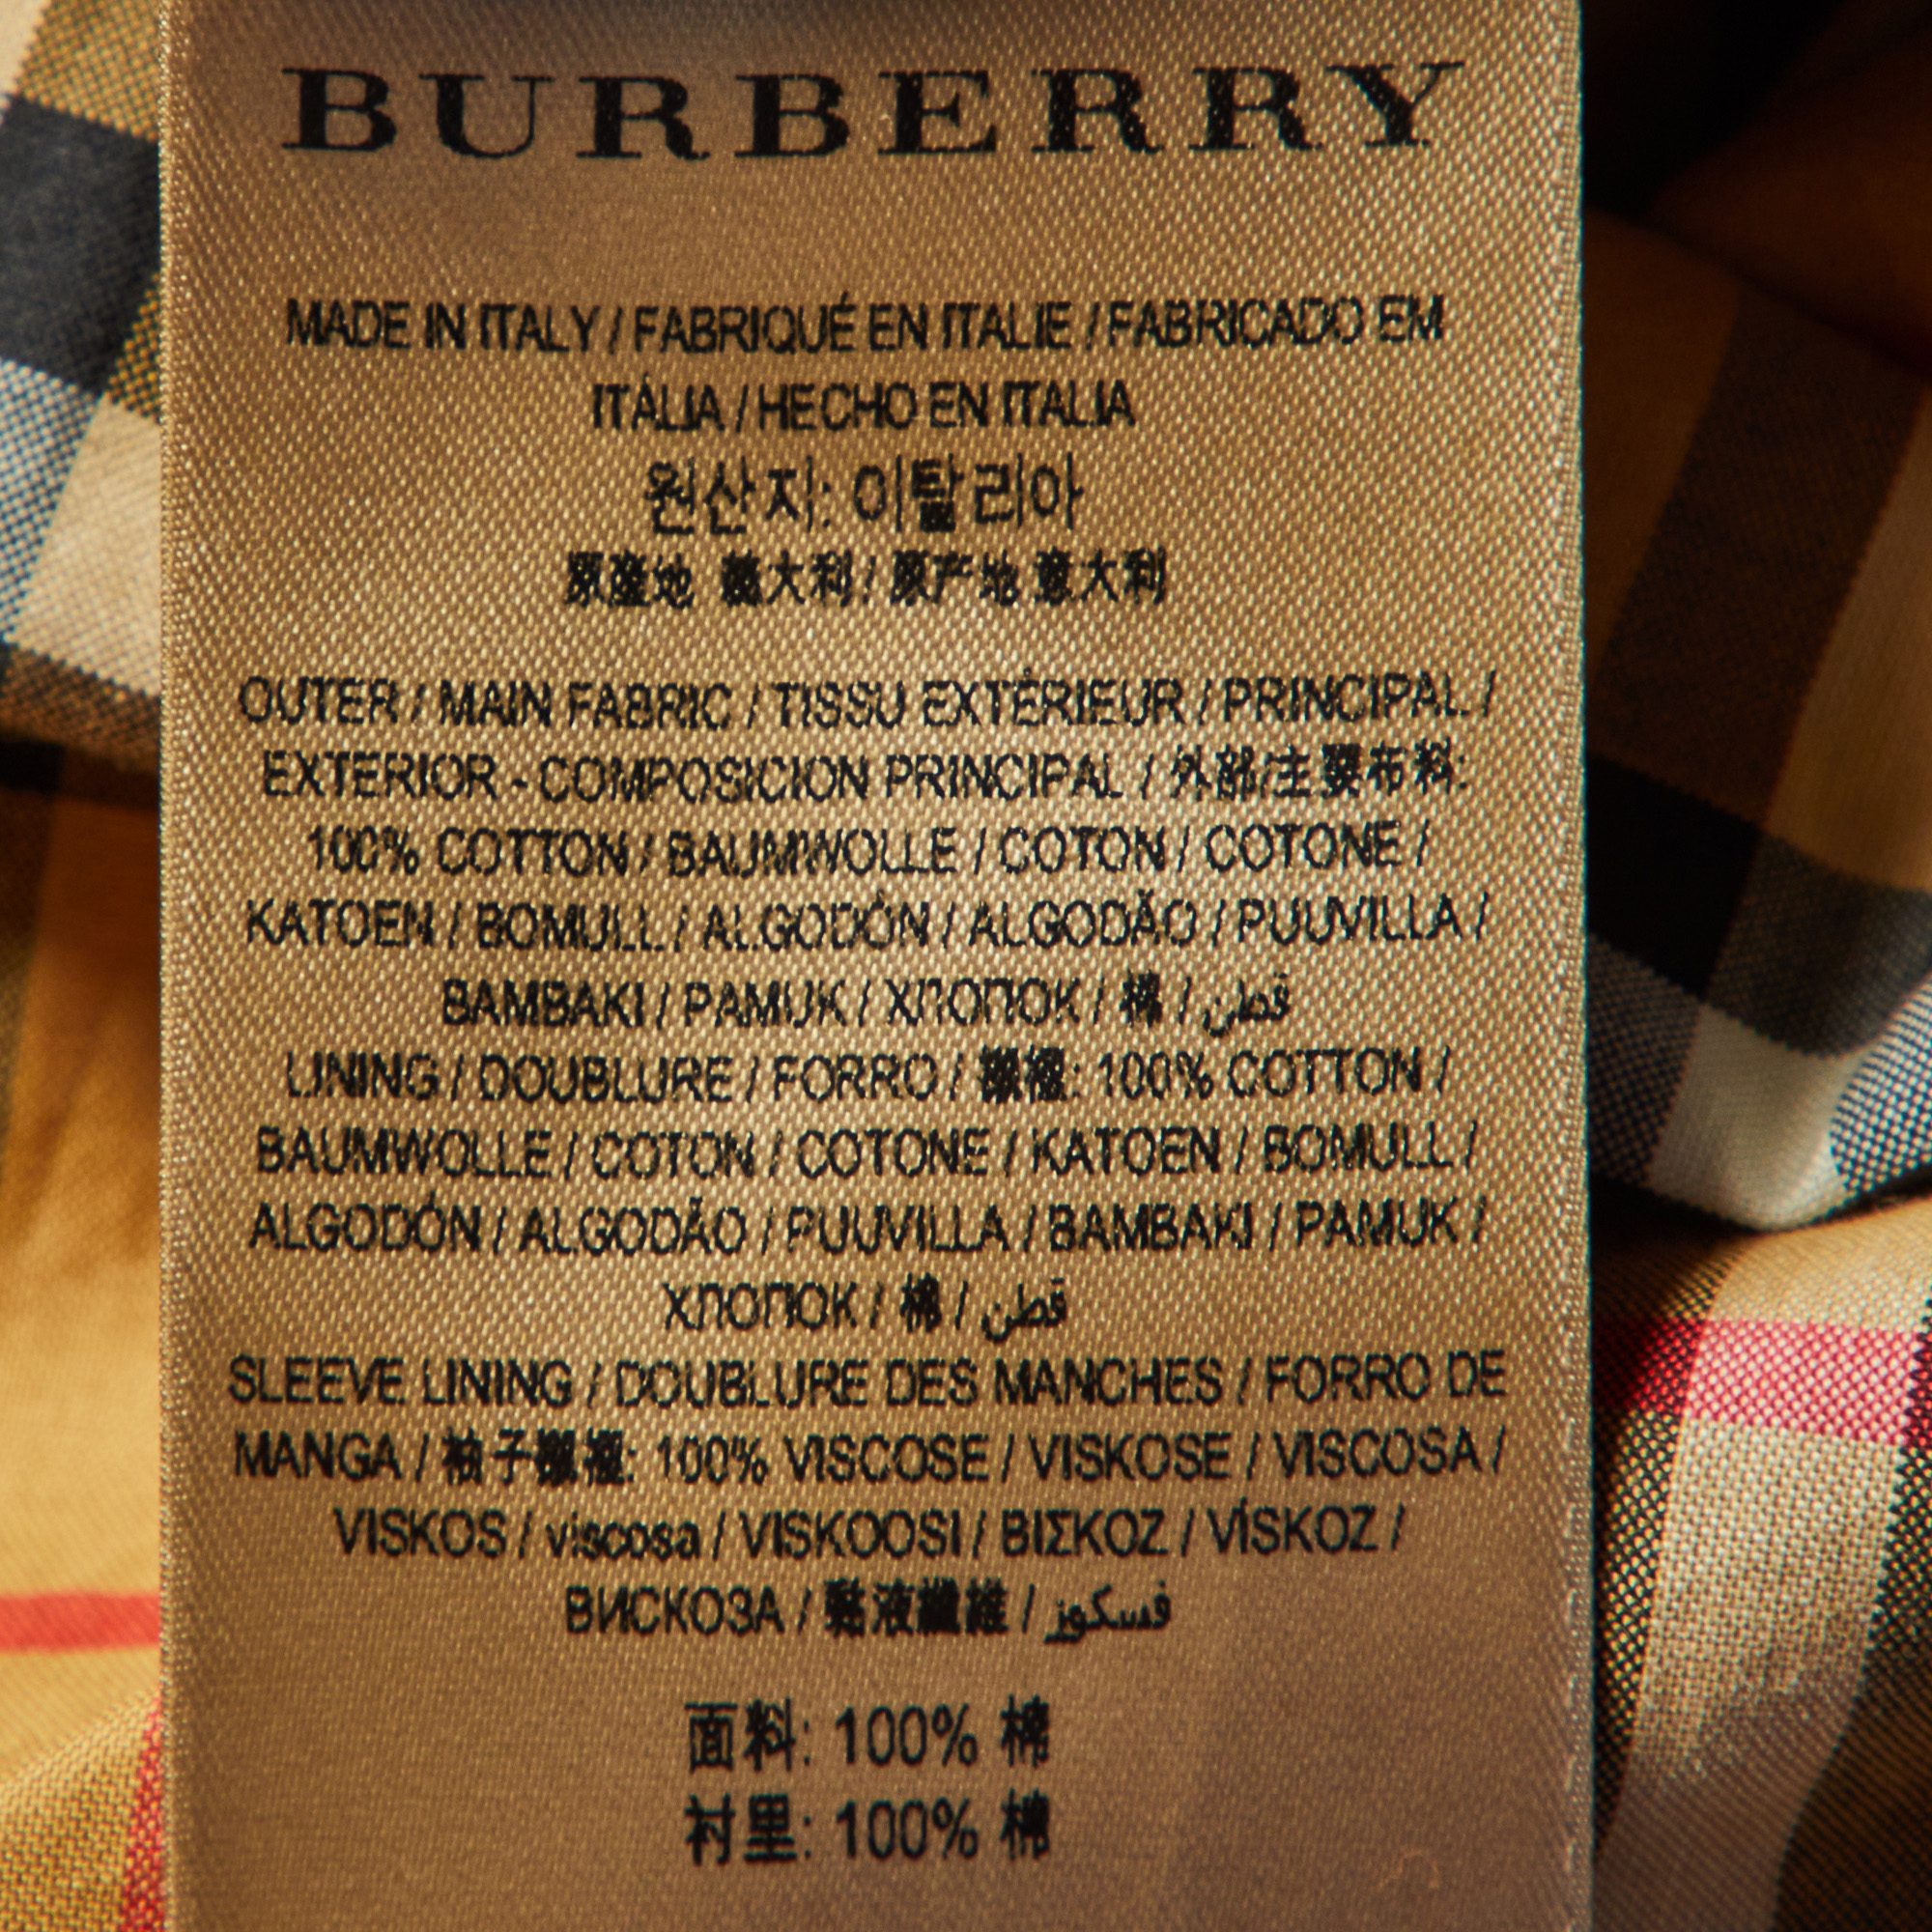 BURBERRY
MADE IN ITALY / FABRIQUÉ EN ITALIE / FABRICADO EM
ITÁLIA / HECHO EN ITALIA
원산지: 이탈리아
原產地 義大利 / 原产地 意大利
OUTER / MAIN FABRIC / TISSU EXTÉRIEUR / PRINCIPAL /
EXTERIOR - COMPOSICION PRINCIPAL / 外部/主要布料:
100% COTTON / BAUMWOLLE / COTON / COTONE /
KATOEN / BOMULL / ALGODÓN / ALGODÃO / PUUVILLA /
BAMBAKI / PAMUK / ХЛОПОК / 棉 / قطن
LINING / DOUBLURE / FORRO / 襯裡: 100% COTTON /
BAUMWOLLE / COTON / COTONE / KATOEN / BOMULL /
ALGODÓN / ALGODÃO / PUUVILLA / BAMBAKI / PAMUK /
ХЛОПОК / 棉 / قطن
SLEEVE LINING / DOUBLURE DES MANCHES / FORRO DE
MANGA / 袖子襯裡: 100% VISCOSE / VISKOSE / VISCOSA /
VISKOS / viscosa / VISKOOSI / ΒΙΣΚΟΖ / VİSKOZ /
ВИСКОЗА / 黏液纖維 / فسكوز
面料: 100% 棉
衬里: 100% 棉